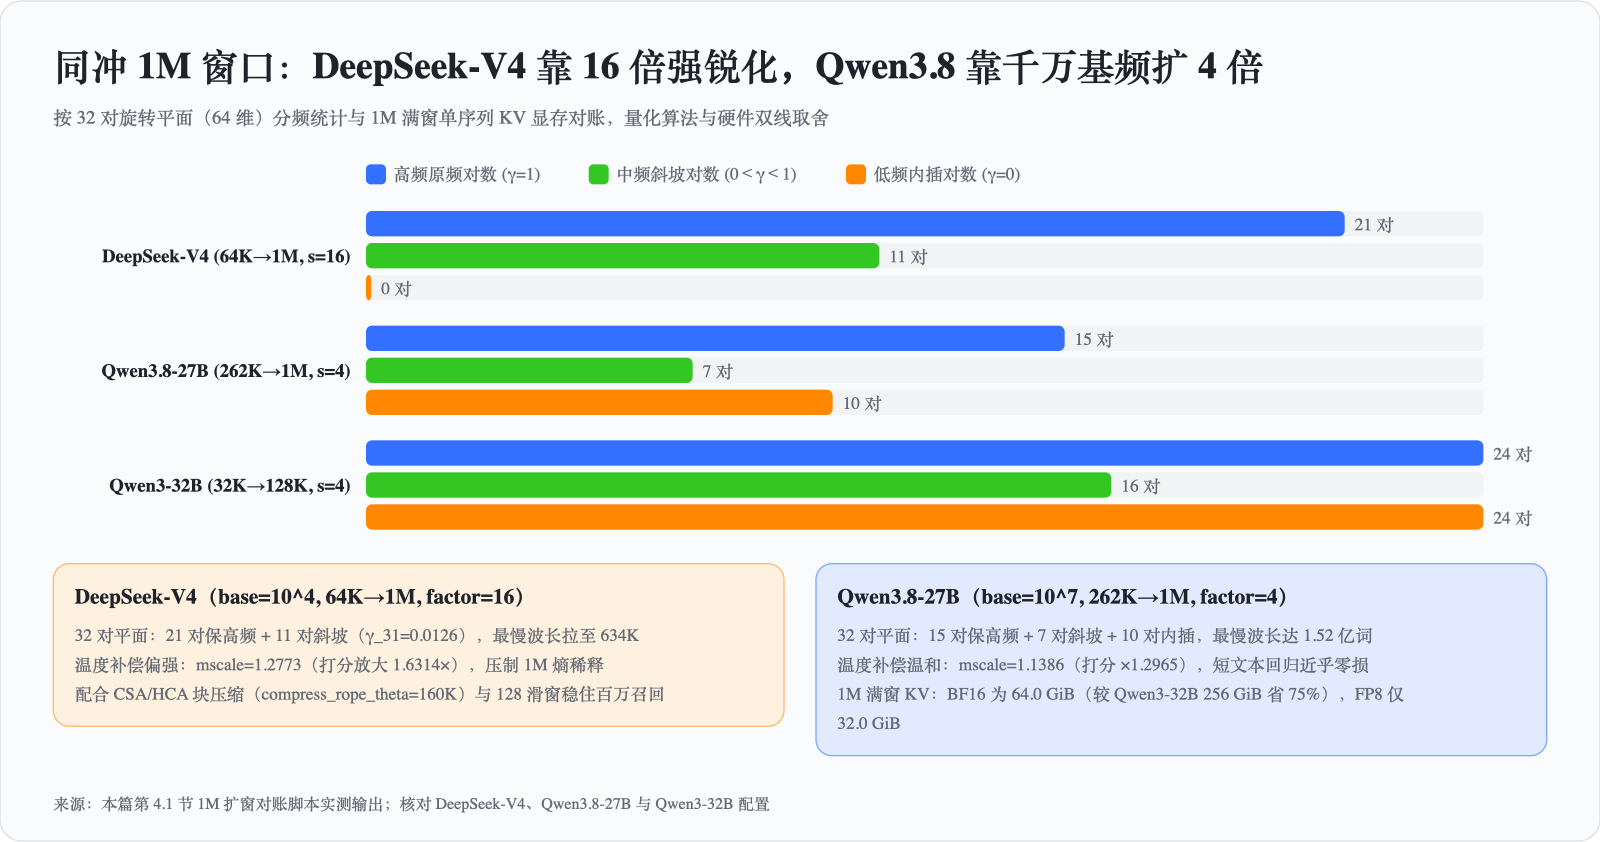 同冲 1M 窗口：DeepSeek-V4 靠 16 倍强锐化，Qwen3.8 靠千万基频扩 4 倍
按 32 对旋转平面（64 维）分频统计与 1M 满窗单序列 KV 显存对账，量化算法与硬件双线取舍
高频原频对数 (γ=1)
中频斜坡对数 (0 < γ < 1)
低频内插对数 (γ=0)
DeepSeek-V4 (64K→1M, s=16)
21 对
11 对
0 对
Qwen3.8-27B (262K→1M, s=4)
15 对
7 对
10 对
Qwen3-32B (32K→128K, s=4)
24 对
16 对
24 对
DeepSeek-V4（base=10^4, 64K→1M, factor=16）
32 对平面：21 对保高频 + 11 对斜坡（γ_31=0.0126），最慢波长拉至 634K
温度补偿偏强：mscale=1.2773（打分放大 1.6314×），压制 1M 熵稀释
配合 CSA/HCA 块压缩（compress_rope_theta=160K）与 128 滑窗稳住百万召回
Qwen3.8-27B（base=10^7, 262K→1M, factor=4）
32 对平面：15 对保高频 + 7 对斜坡 + 10 对内插，最慢波长达 1.52 亿词
温度补偿温和：mscale=1.1386（打分 ×1.2965），短文本回归近乎零损
1M 满窗 KV：BF16 为 64.0 GiB（较 Qwen3-32B 256 GiB 省 75%），FP8 仅
32.0 GiB
来源：本篇第 4.1 节 1M 扩窗对账脚本实测输出；核对 DeepSeek-V4、Qwen3.8-27B 与 Qwen3-32B 配置